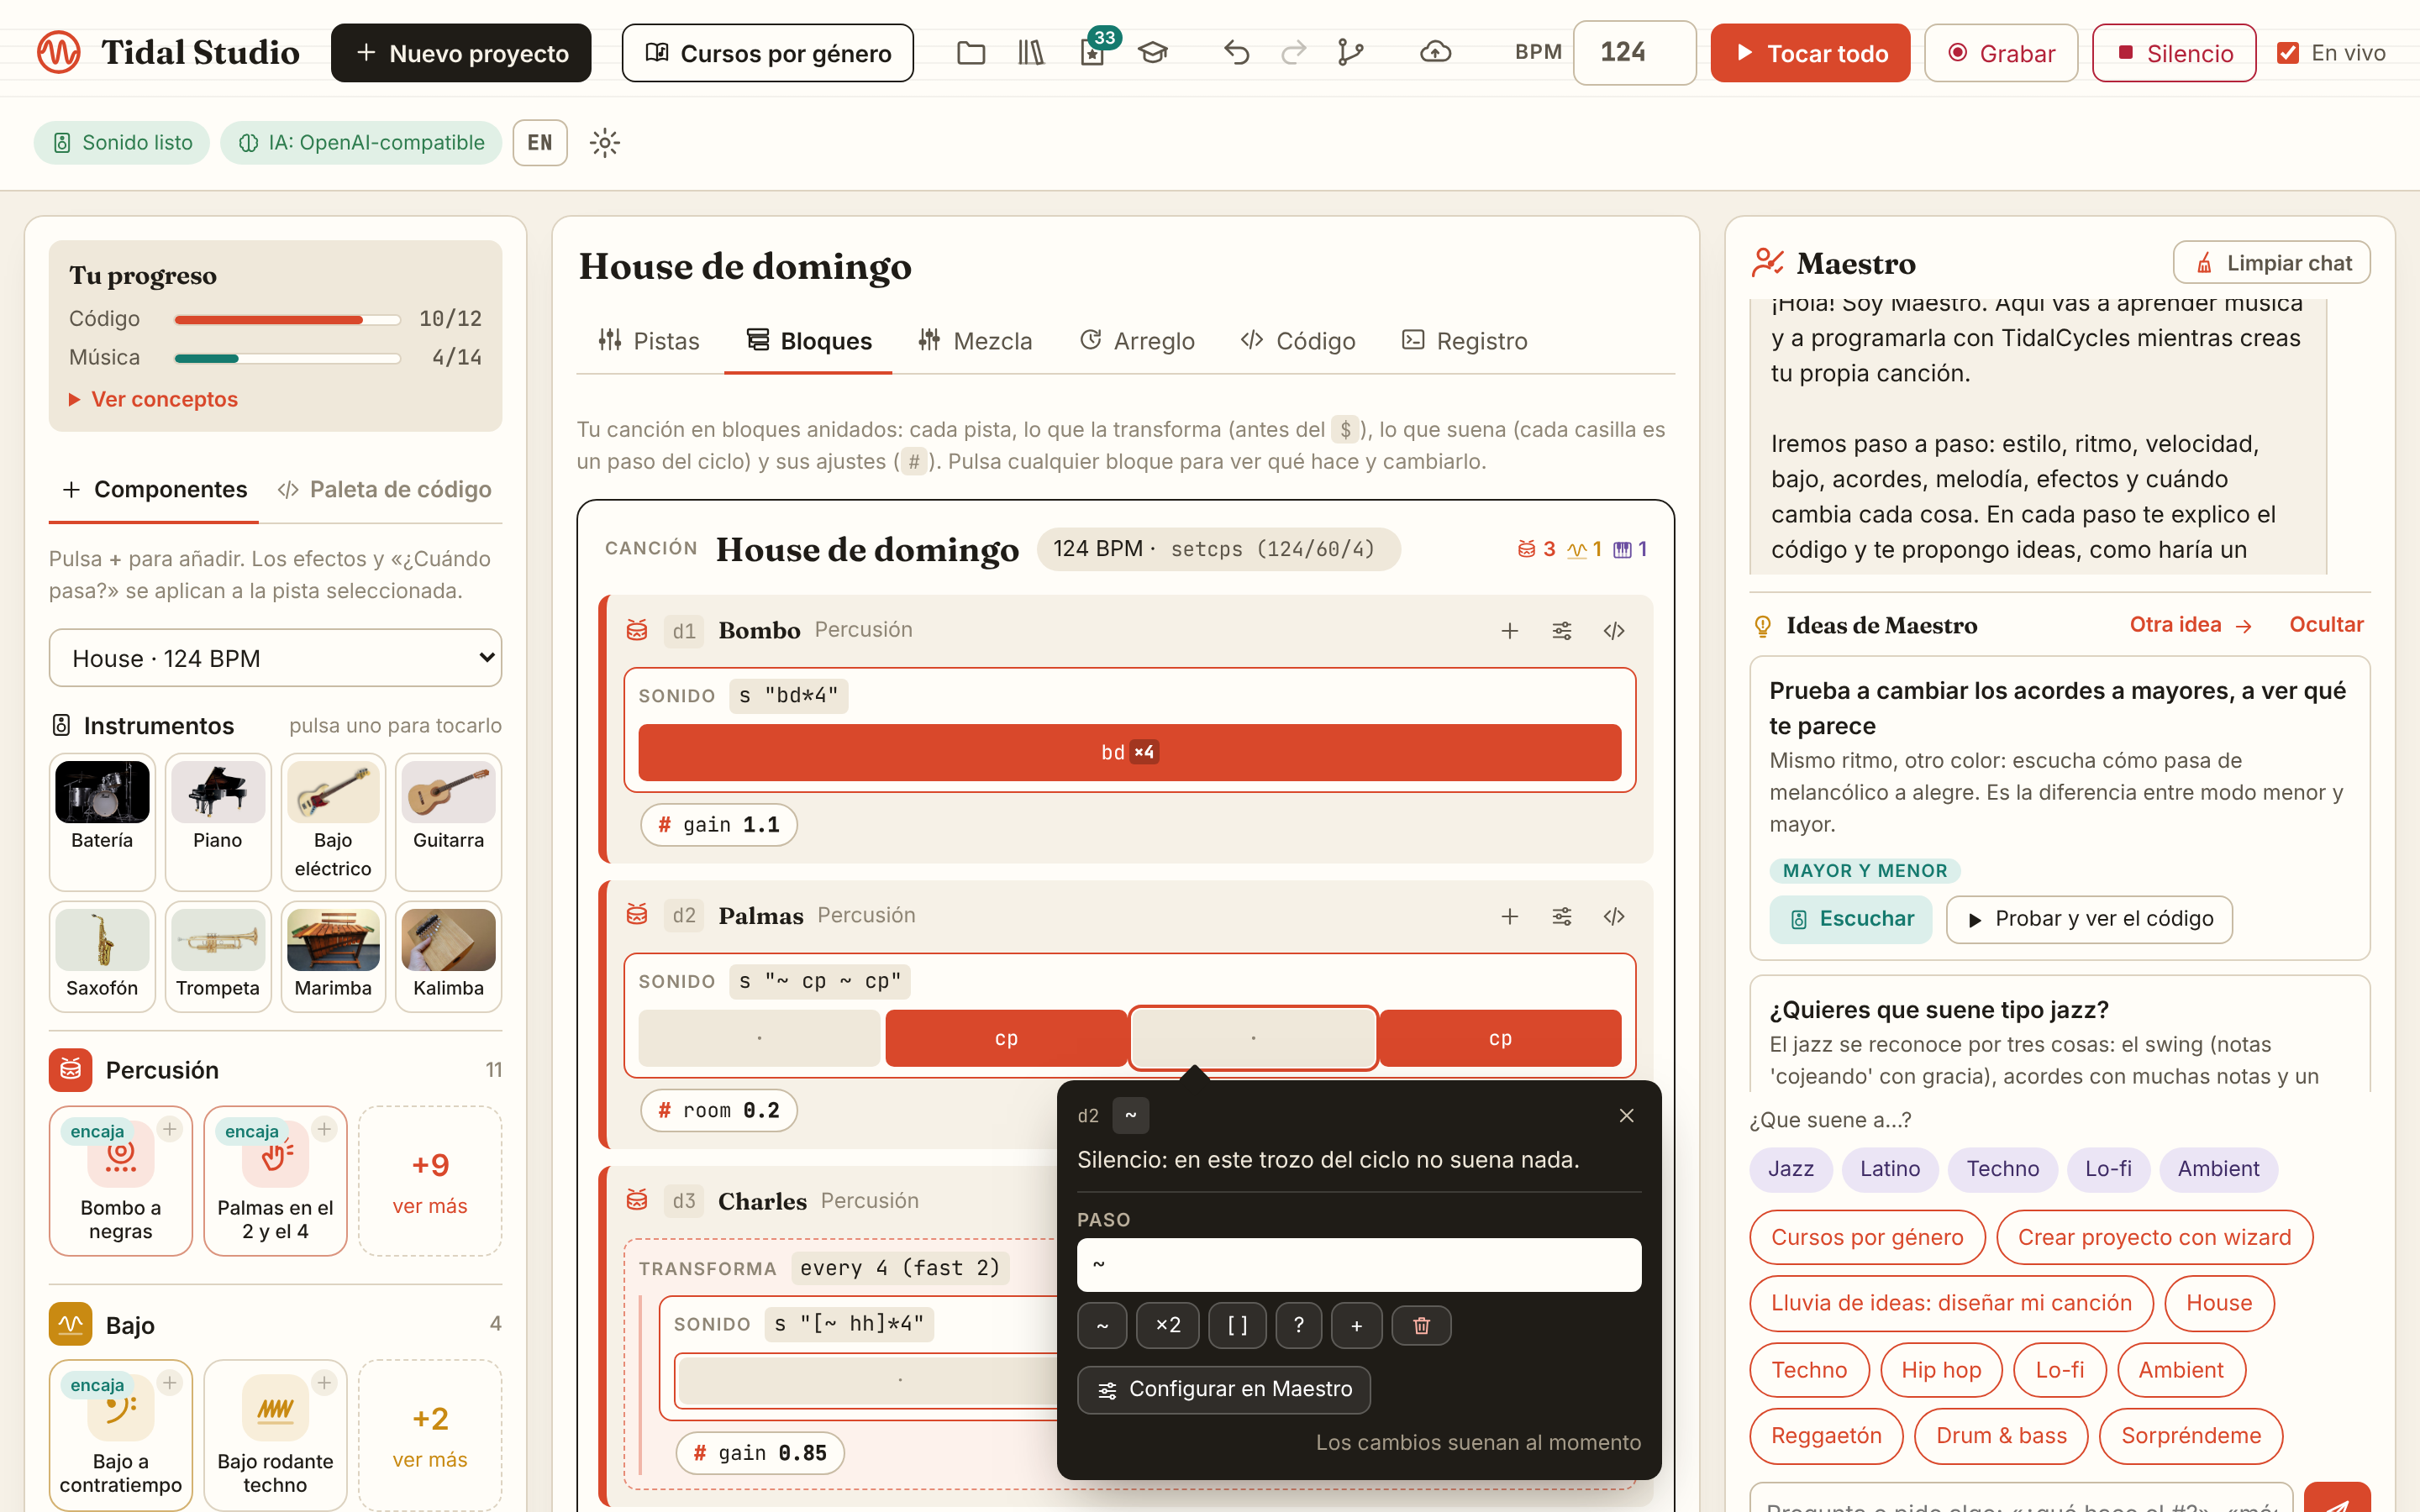 Tidal Studio
Nuevo proyecto
Cursos por género
33
BPM 124
Tocar todo
Grabar
Silencio
En vivo
Sonido listo
IA: OpenAI-compatible
EN
Tu progreso
Código 10/12
Música 4/14
Ver conceptos
+ Componentes
</> Paleta de código
Pulsa + para añadir. Los efectos y «¿Cuándo
pasa?» se aplican a la pista seleccionada.
House · 124 BPM
Instrumentos pulsa uno para tocarlo
Batería
Piano
Bajo
eléctrico
Guitarra
Saxofón
Trompeta
Marimba
Kalimba
Percusión 11
encaja
Bombo a
negras
encaja
Palmas en el
2 y el 4
+9
ver más
Bajo 4
encaja
Bajo a
contratiempo
Bajo rodante
techno
+2
ver más
House de domingo
Pistas
Bloques
Mezcla
Arreglo
Código
Registro
Tu canción en bloques anidados: cada pista, lo que la transforma (antes del $), lo que suena (cada casilla es
un paso del ciclo) y sus ajustes (#). Pulsa cualquier bloque para ver qué hace y cambiarlo.
CANCIÓN House de domingo 124 BPM · setcps (124/60/4) 3 1 1
d1 Bombo Percusión
SONIDO s "bd*4"
bd ×4
# gain 1.1
d2 Palmas Percusión
SONIDO s "~ cp ~ cp"
· cp · cp
# room 0.2
d3 Charles Percusión
TRANSFORMA every 4 (fast 2)
SONIDO s "[~ hh]*4"
·
# gain 0.85
d2 ~
Silencio: en este trozo del ciclo no suena nada.
PASO
~
~ ×2 [] ? +
Configurar en Maestro
Los cambios suenan al momento
Maestro
Limpiar chat
¡Hola! Soy Maestro. Aquí vas a aprender música
y a programarla con TidalCycles mientras creas
tu propia canción.
Iremos paso a paso: estilo, ritmo, velocidad,
bajo, acordes, melodía, efectos y cuándo
cambia cada cosa. En cada paso te explico el
código y te propongo ideas, como haría un
Ideas de Maestro
Otra idea →
Ocultar
Prueba a cambiar los acordes a mayores, a ver qué
te parece
Mismo ritmo, otro color: escucha cómo pasa de
melancólico a alegre. Es la diferencia entre modo menor y
mayor.
MAYOR Y MENOR
Escuchar
Probar y ver el código
¿Quieres que suene tipo jazz?
El jazz se reconoce por tres cosas: el swing (notas
'cojeando' con gracia), acordes con muchas notas y un
¿Que suene a...?
Jazz
Latino
Techno
Lo-fi
Ambient
Cursos por género
Crear proyecto con wizard
Lluvia de ideas: diseñar mi canción
House
Techno
Hip hop
Lo-fi
Ambient
Reggaetón
Drum & bass
Sorpréndeme
Pregunta o pide algo: «¿qué hace el #?»